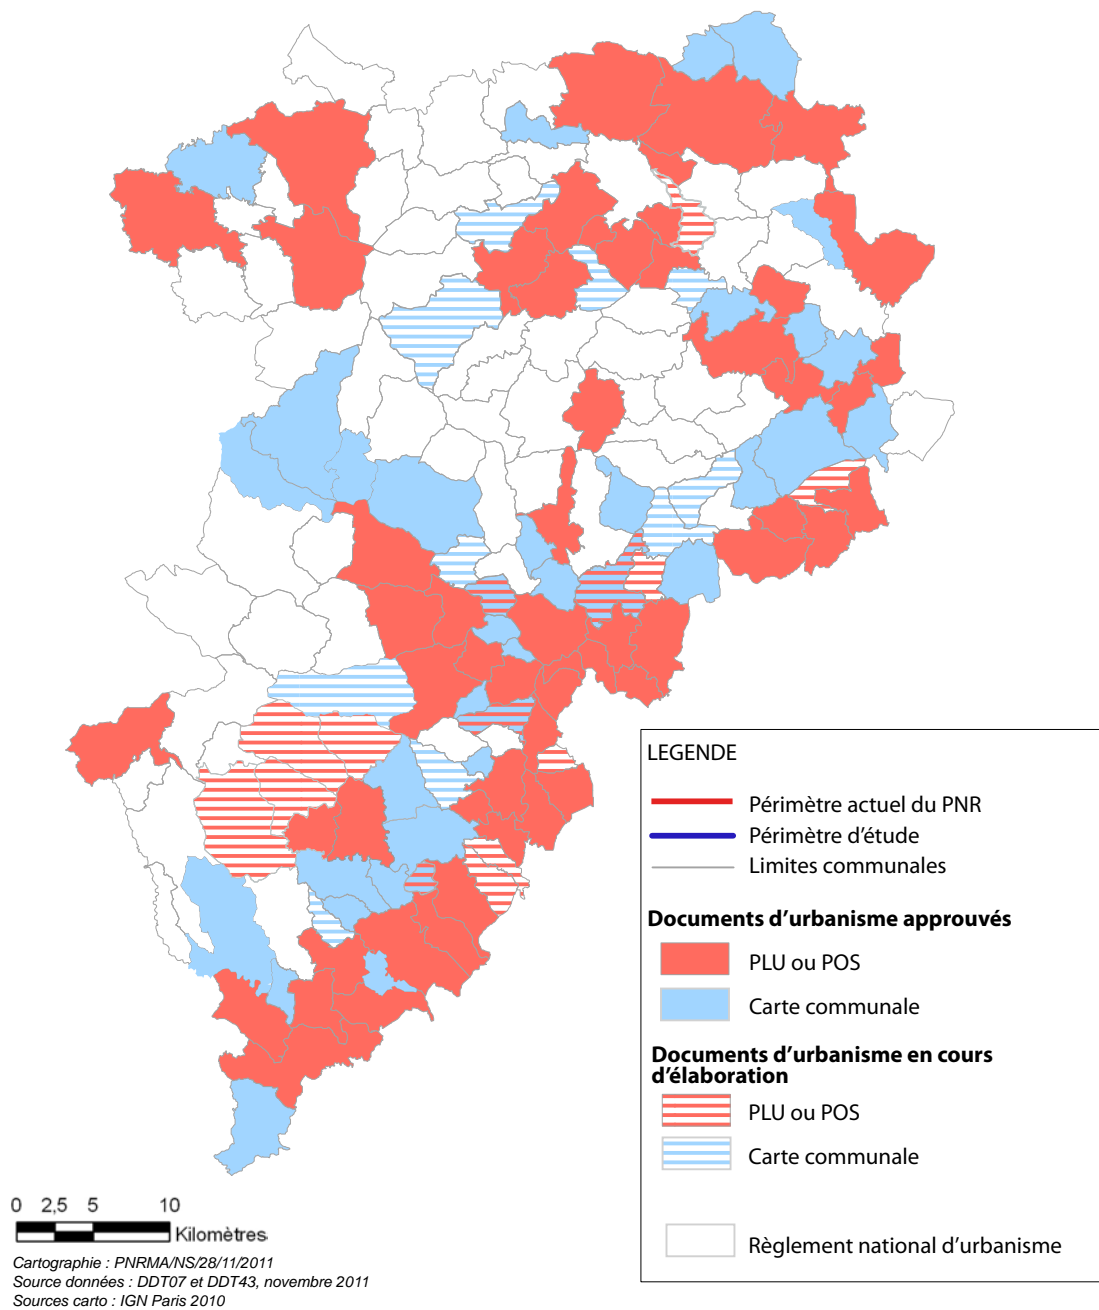 LEGENDE
Périmètre actuel du PNR
Périmètre d'étude
Limites communales
Documents d'urbanisme approuvés
PLU ou POS
Carte communale
Documents d'urbanisme en cours
d'élaboration
PLU ou POS
Carte communale
Règlement national d'urbanisme
0 2,5 5 10
Kilomètres
Cartographie : PNRMA/NS/28/11/2011
Source données : DDT07 et DDT43, novembre 2011
Sources carto : IGN Paris 2010